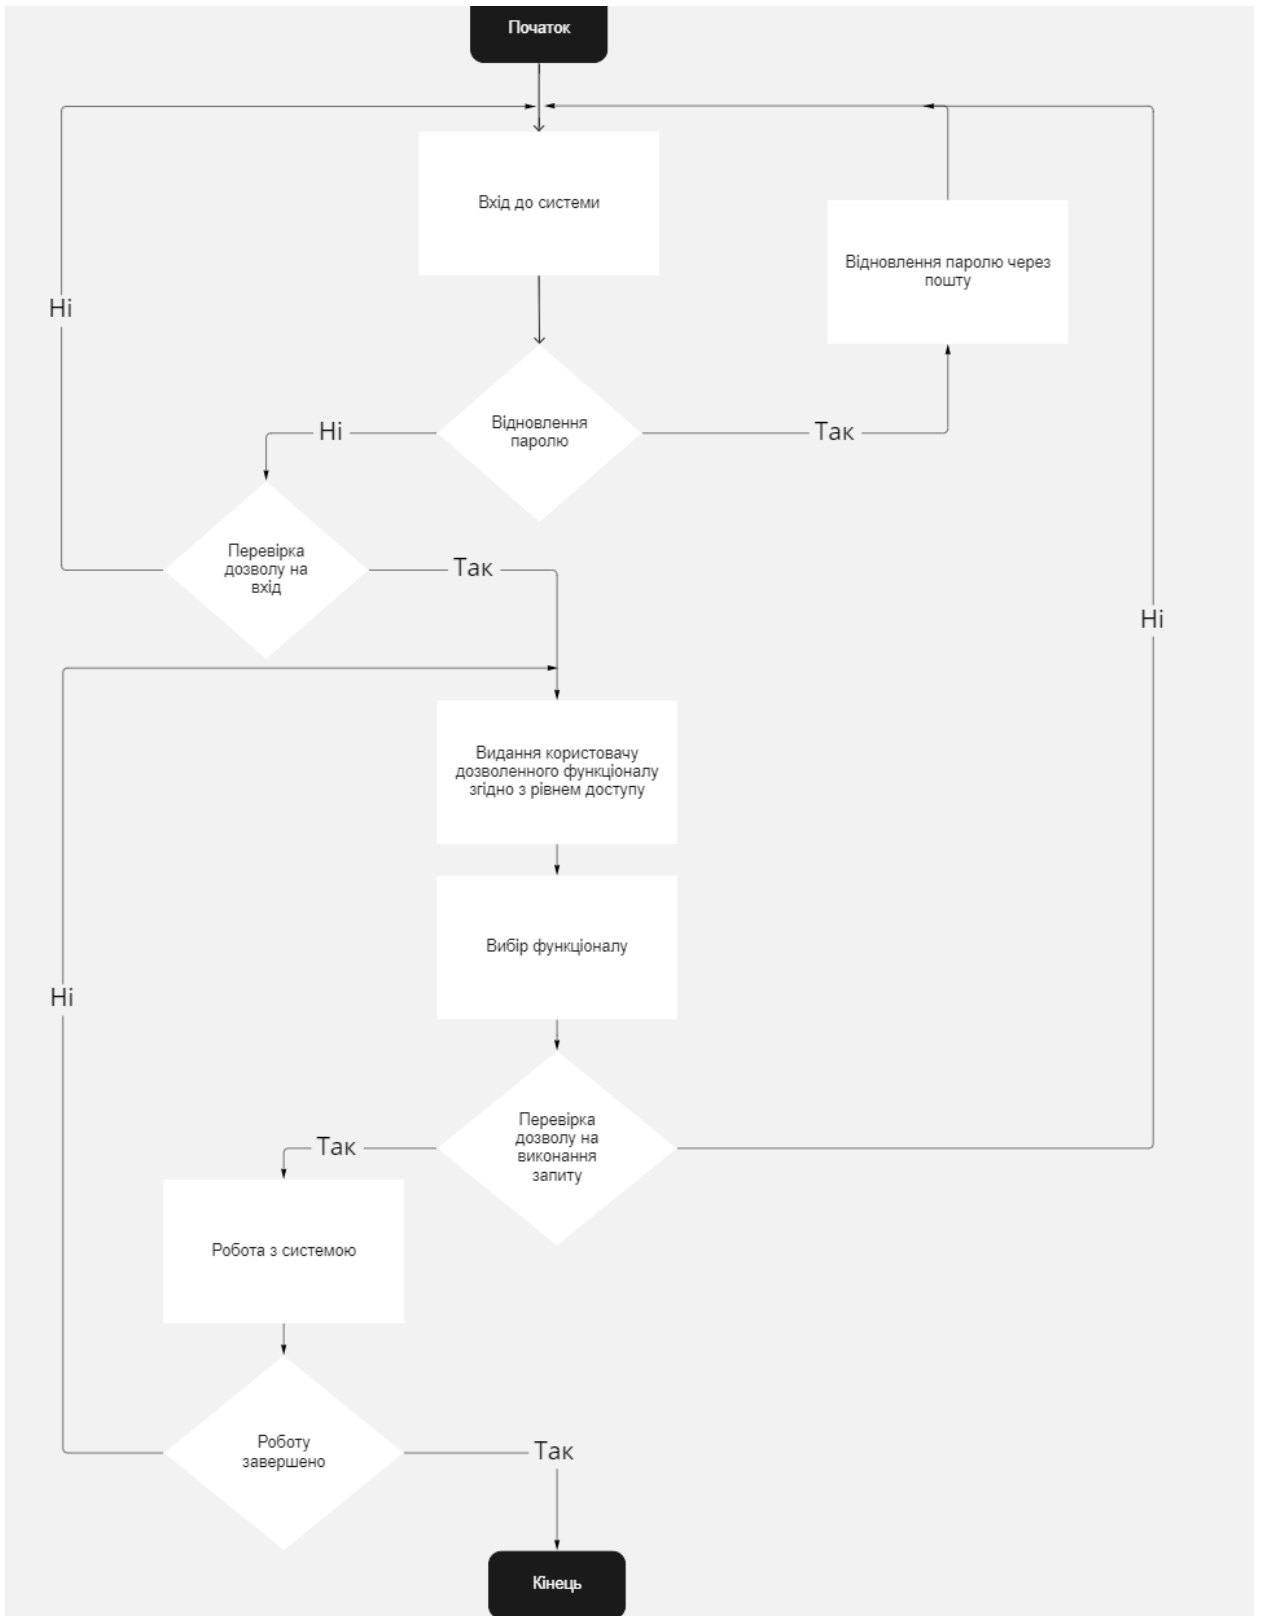 Початок
Вхід до системи
Відновлення паролю через
пошту
Ні
Відновлення
паролю
Ні
Так
Перевірка
дозволу на
вхід
Так
Ні
Видання користовачу
дозволенного функціоналу
згідно з рівнем доступу
Вибір функціоналу
Ні
Перевірка
дозволу на
виконання
запиту
Так
Робота з системою
Роботу
завершено
Так
Кінець